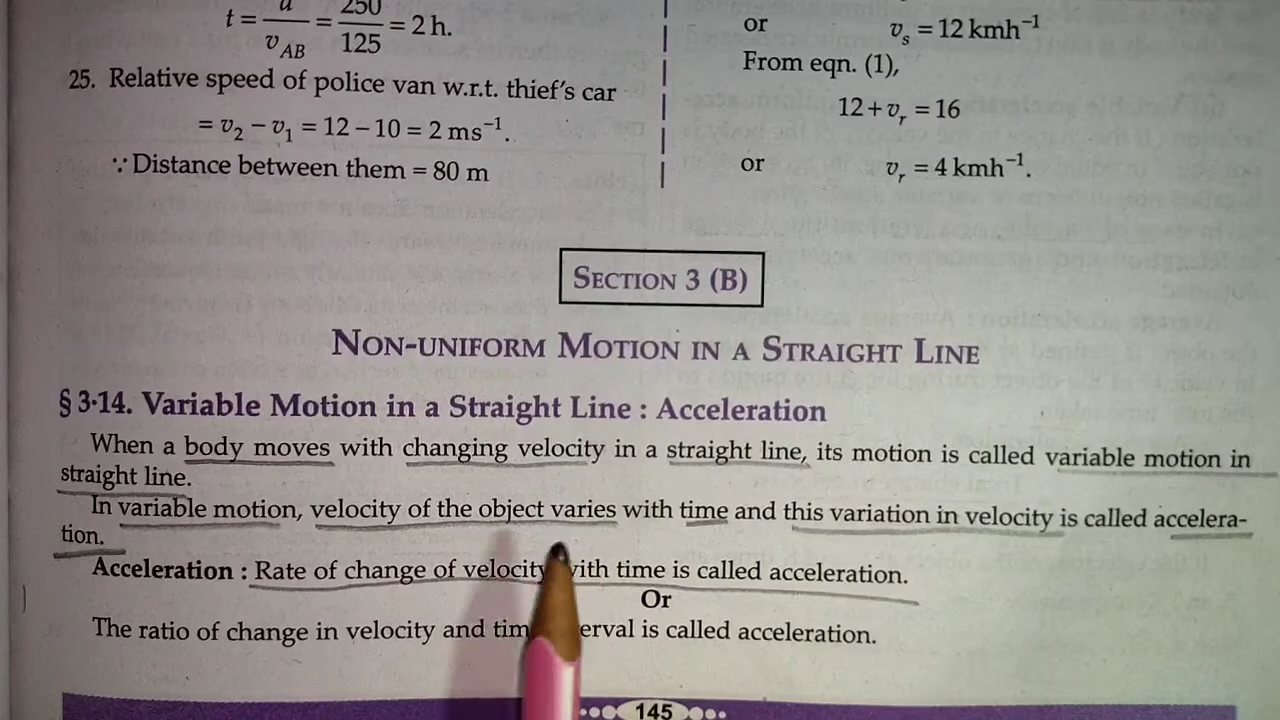 t = d/v_AB = 250/125 = 2 h.
25. Relative speed of police van w.r.t. thief's car
= v₂ − v₁ = 12 − 10 = 2 ms⁻¹.
∵ Distance between them = 80 m
or v_s = 12 kmh⁻¹
From eqn. (1),
12 + v_r = 16
or v_r = 4 kmh⁻¹.
SECTION 3 (B)
NON-UNIFORM MOTION IN A STRAIGHT LINE
§ 3·14. Variable Motion in a Straight Line : Acceleration
When a body moves with changing velocity in a straight line, its motion is called variable motion in
straight line.
In variable motion, velocity of the object varies with time and this variation in velocity is called accelera-
tion.
Acceleration : Rate of change of velocity with time is called acceleration.
Or
The ratio of change in velocity and is called acceleration.
145